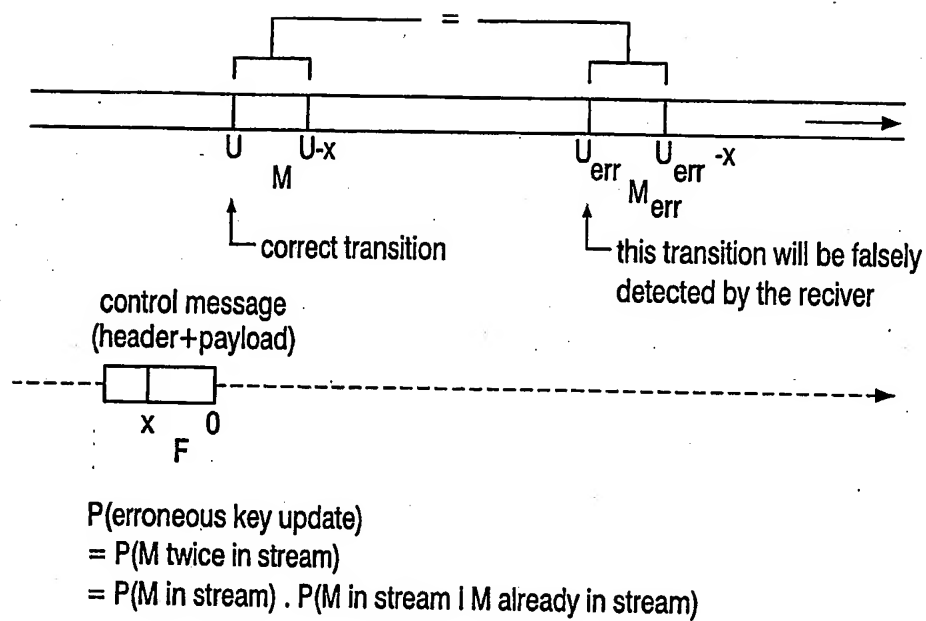 =
U U-x
M
U err U err -x
M err
correct transition
this transition will be falsely
detected by the reciver
control message
(header+payload)
x 0
F
P(erroneous key update)
= P(M twice in stream)
= P(M in stream) . P(M in stream I M already in stream)